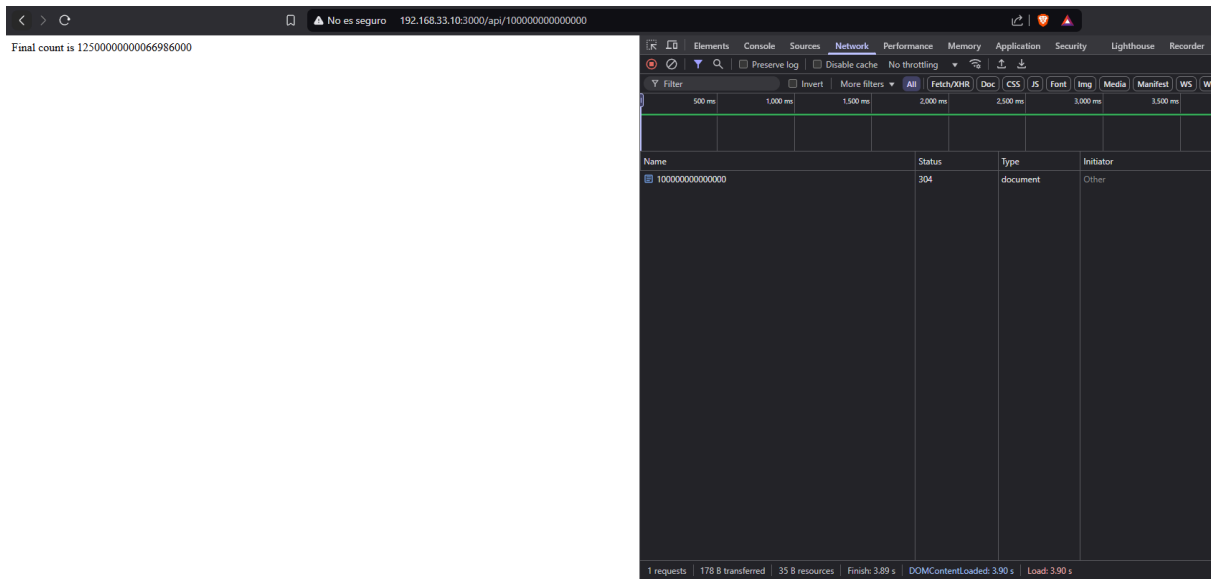 No es seguro 192.168.33.10:3000/api/100000000000000
Final count is 12500000000066986000
Elements Console Sources Network Performance Memory Application Security Lighthouse Recorder
Preserve log Disable cache No throttling
Filter Invert More filters All Fetch/XHR Doc CSS JS Font Img Media Manifest WS W
500 ms 1,000 ms 1,500 ms 2,000 ms 2,500 ms 3,000 ms 3,500 ms
Name Status Type Initiator
100000000000000 304 document Other
1 requests 178 B transferred 35 B resources Finish: 3.89 s DOMContentLoaded: 3.90 s Load: 3.90 s